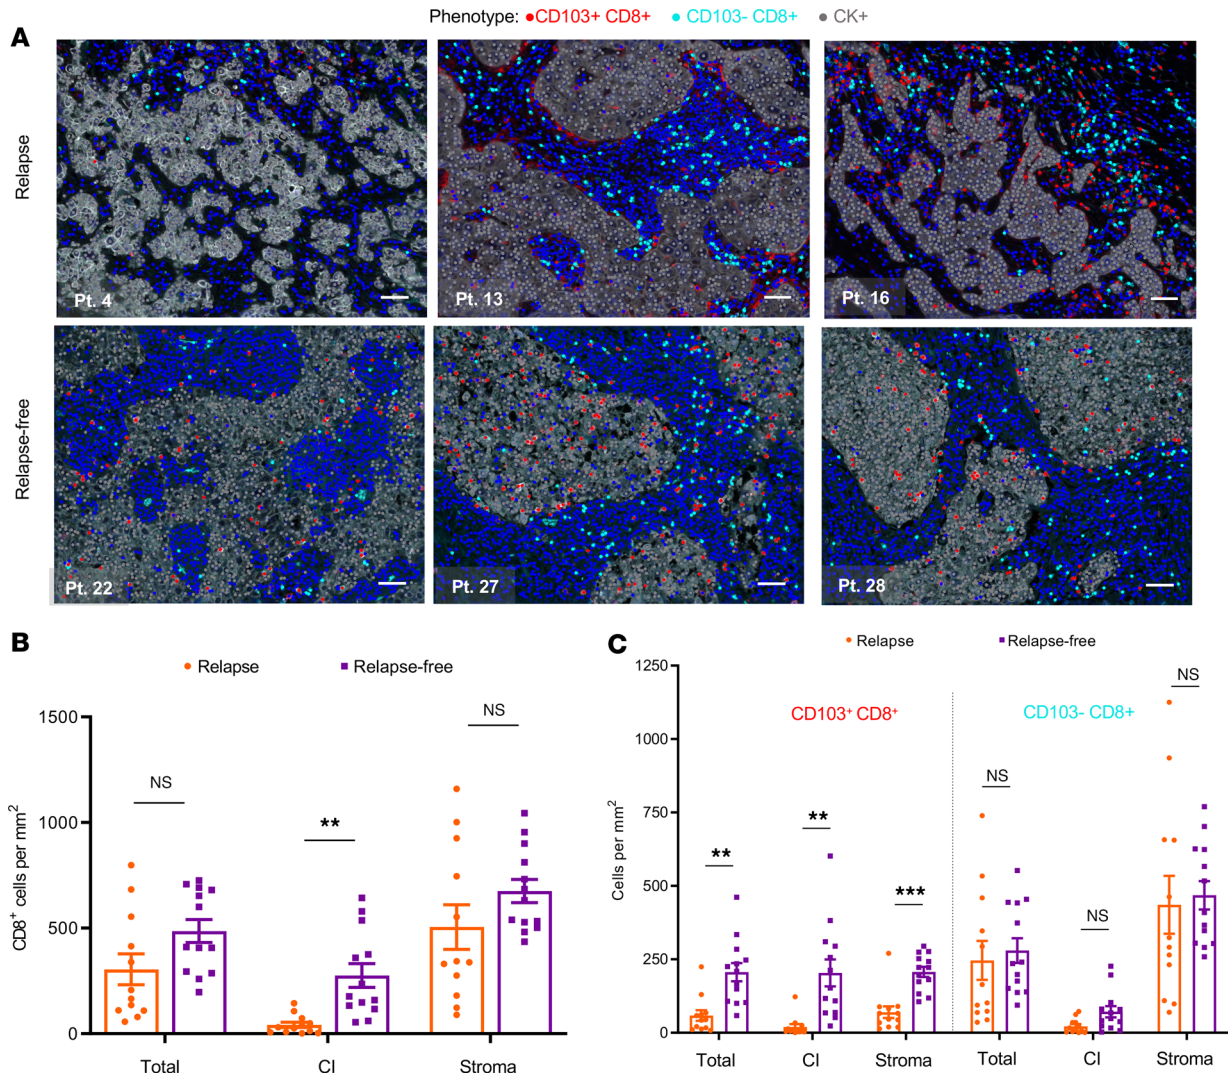 Phenotype: CD103+ CD8+ CD103- CD8+ CK+
A
Relapse
Pt. 4
Pt. 13
Pt. 16
Relapse-free
Pt. 22
Pt. 27
Pt. 28
B
Relapse
Relapse-free
CD8+ cells per mm2
1500
1000
500
0
NS
**
NS
Total
CI
Stroma
C
Relapse
Relapse-free
Cells per mm2
1250
1000
750
500
250
0
CD103+ CD8+
CD103- CD8+
**
**
***
NS
NS
NS
Total
CI
Stroma
Total
CI
Stroma